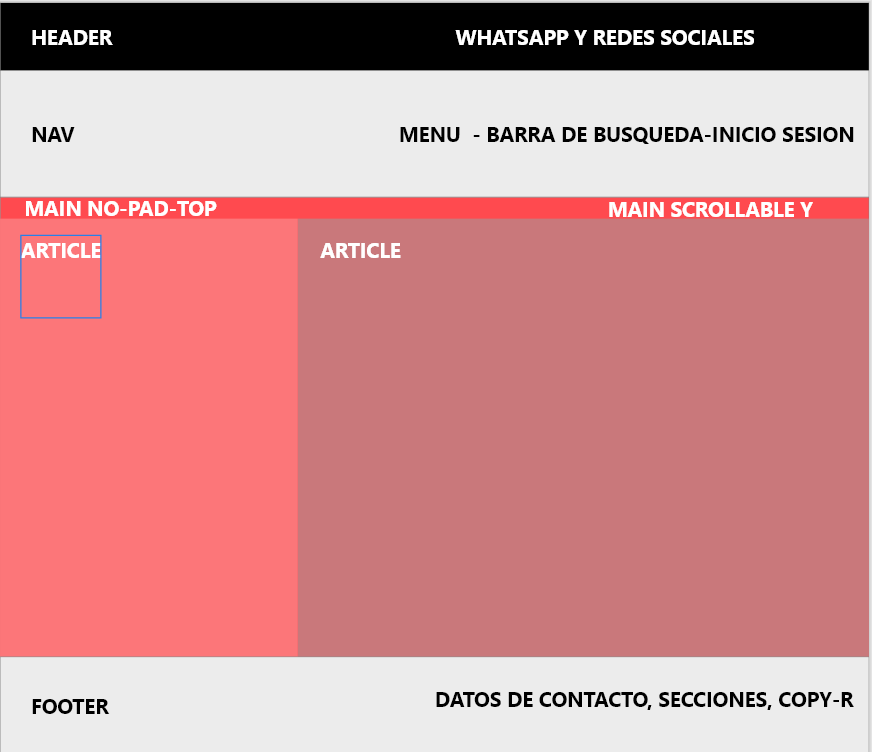 HEADER WHATSAPP Y REDES SOCIALES
NAV MENU - BARRA DE BUSQUEDA-INICIO SESION
MAIN NO-PAD-TOP MAIN SCROLLABLE Y
ARTICLE ARTICLE
FOOTER DATOS DE CONTACTO, SECCIONES, COPY-R